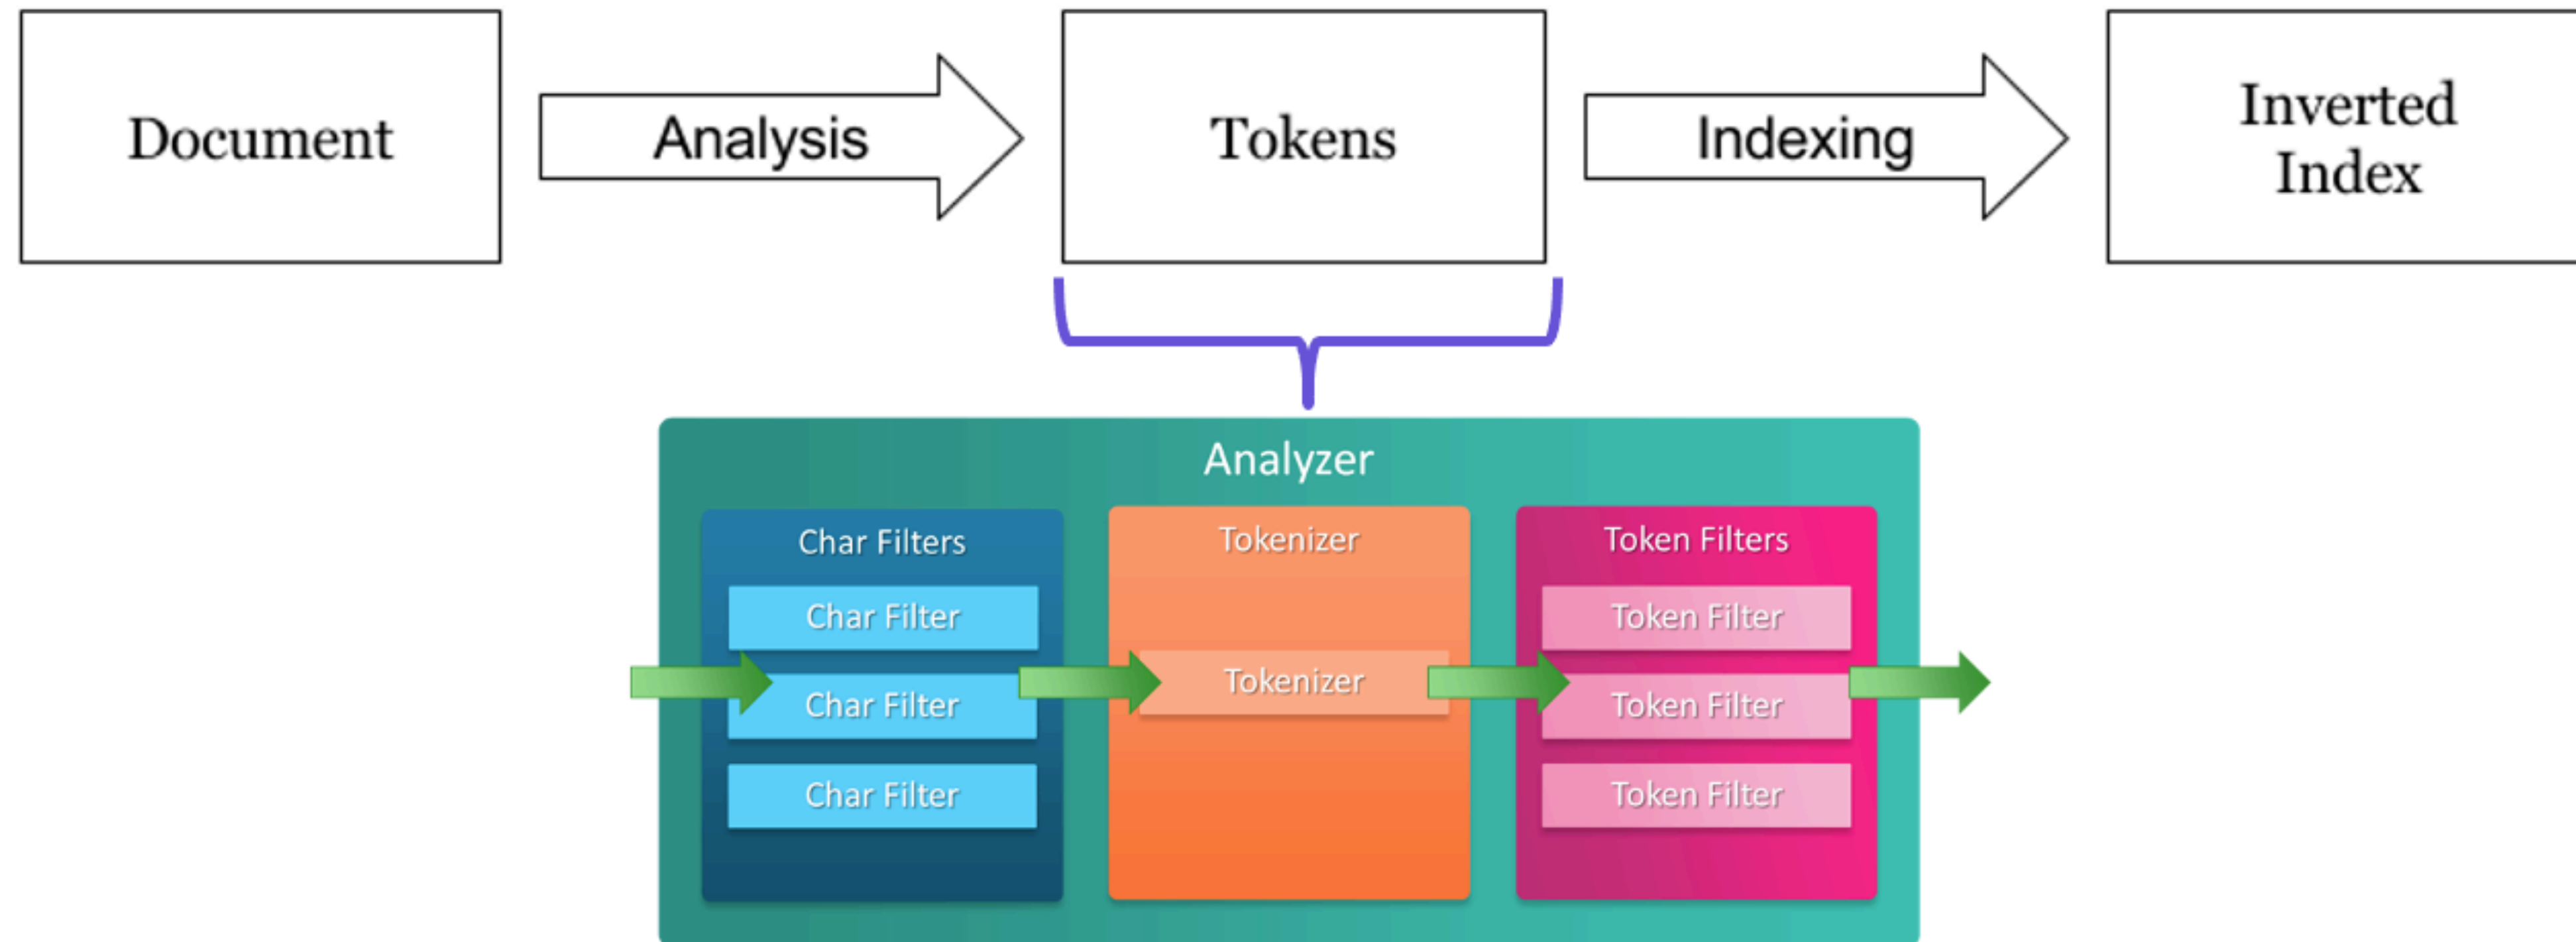 Document
Analysis
Tokens
Indexing
Inverted
Index
Analyzer
Char Filters
Char Filter
Char Filter
Char Filter
Tokenizer
Tokenizer
Token Filters
Token Filter
Token Filter
Token Filter